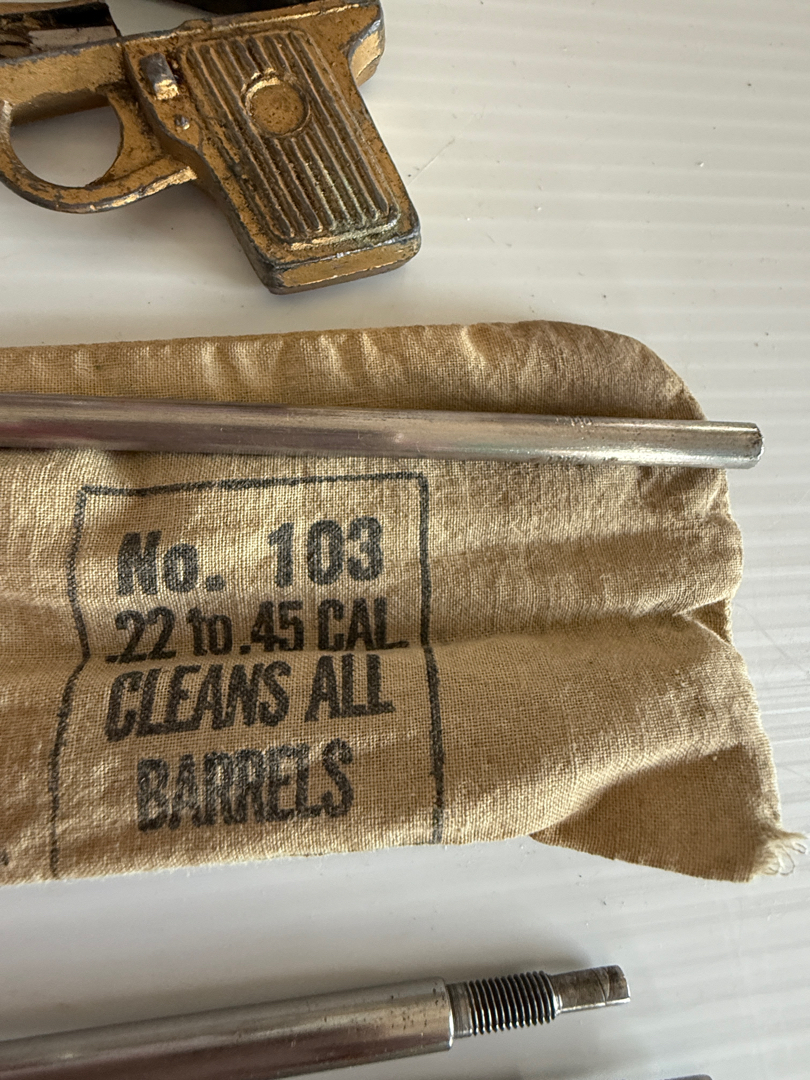 No. 103
.22 to .45 CAL.
CLEANS ALL
BARRELS